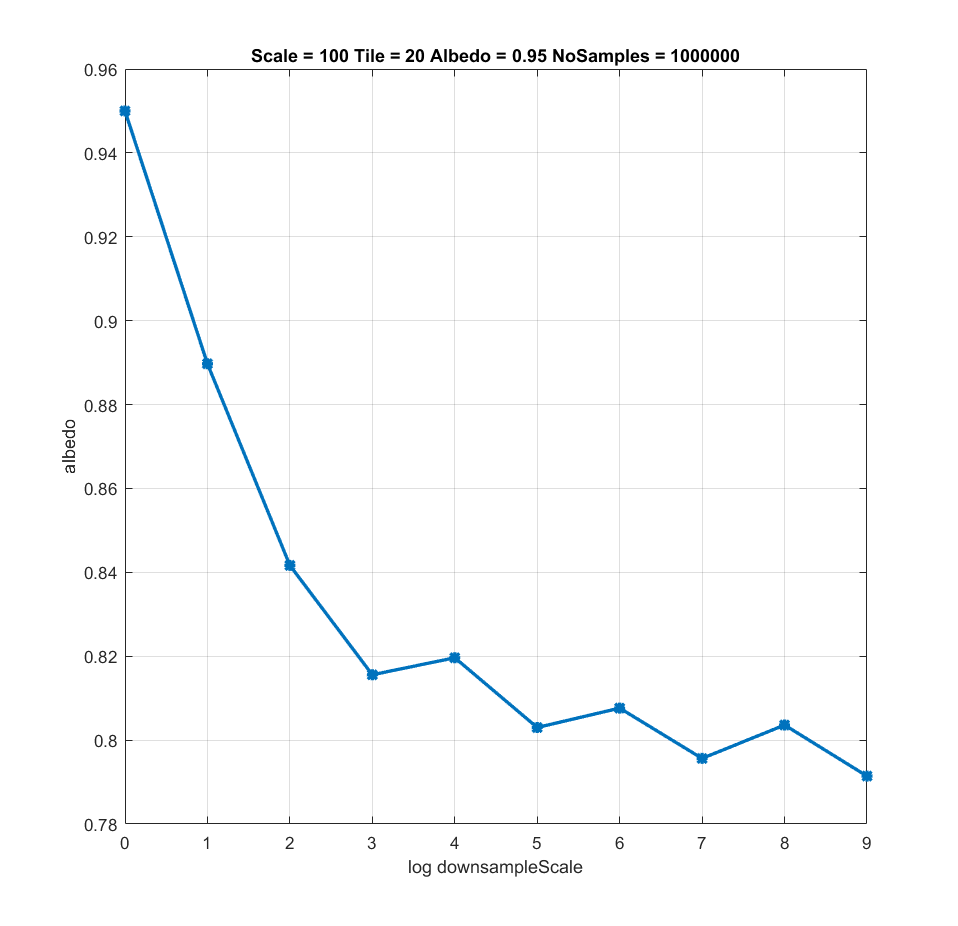 Scale = 100 Tile = 20 Albedo = 0.95 NoSamples = 1000000
0.96
0.94
0.92
0.9
0.88
0.86
0.84
0.82
0.8
0.78
albedo
0 1 2 3 4 5 6 7 8 9
log downsampleScale